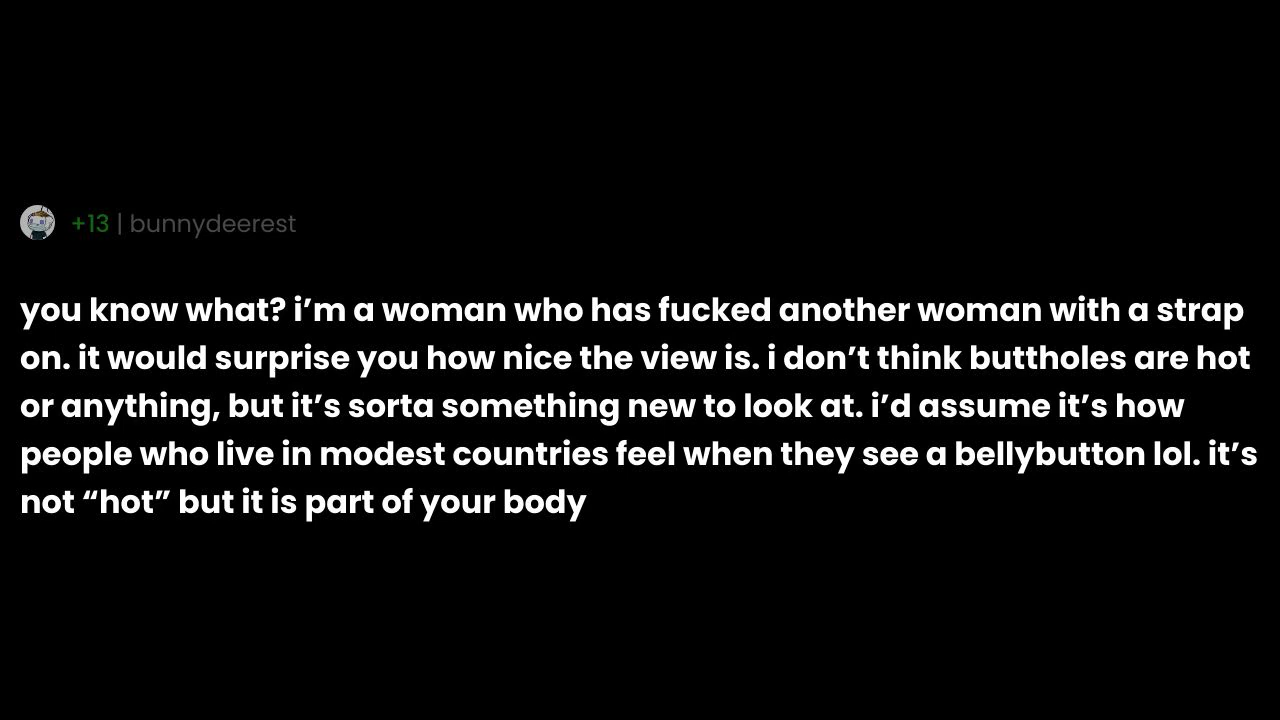 +13 | bunnydeerest
you know what? i’m a woman who has fucked another woman with a strap
on. it would surprise you how nice the view is. i don’t think buttholes are hot
or anything, but it’s sorta something new to look at. i’d assume it’s how
people who live in modest countries feel when they see a bellybutton lol. it’s
not “hot” but it is part of your body